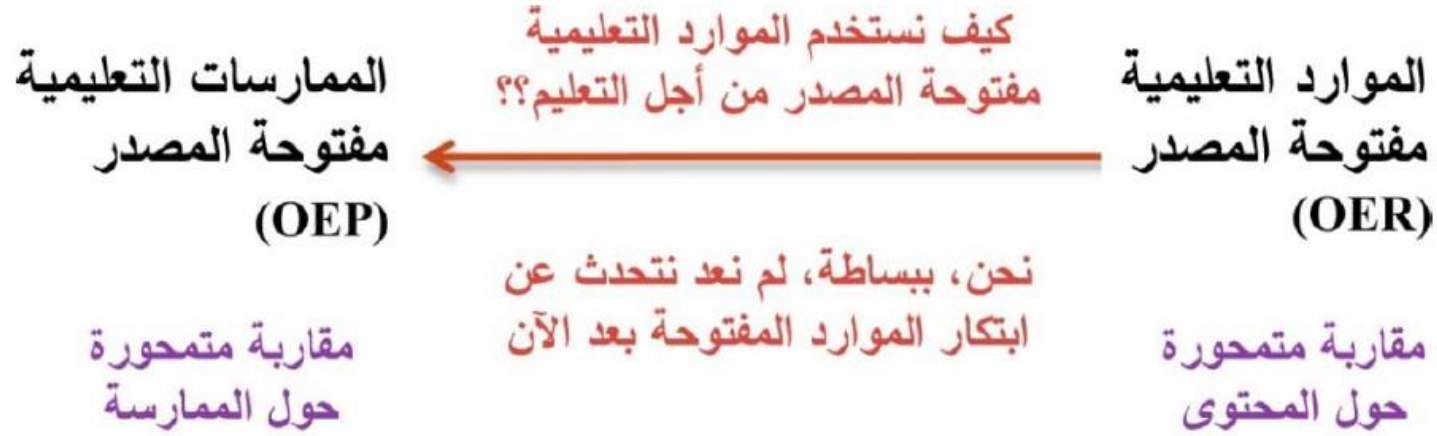 الموارد التعليمية
مفتوحة المصدر
(OER)
مقاربة متمحورة
حول المحتوى
كيف نستخدم الموارد التعليمية
مفتوحة المصدر من أجل التعليم؟؟
نحن، ببساطة، لم نعد نتحدث عن
ابتكار الموارد المفتوحة بعد الآن
الممارسات التعليمية
مفتوحة المصدر
(OEP)
مقاربة متمحورة
حول الممارسة